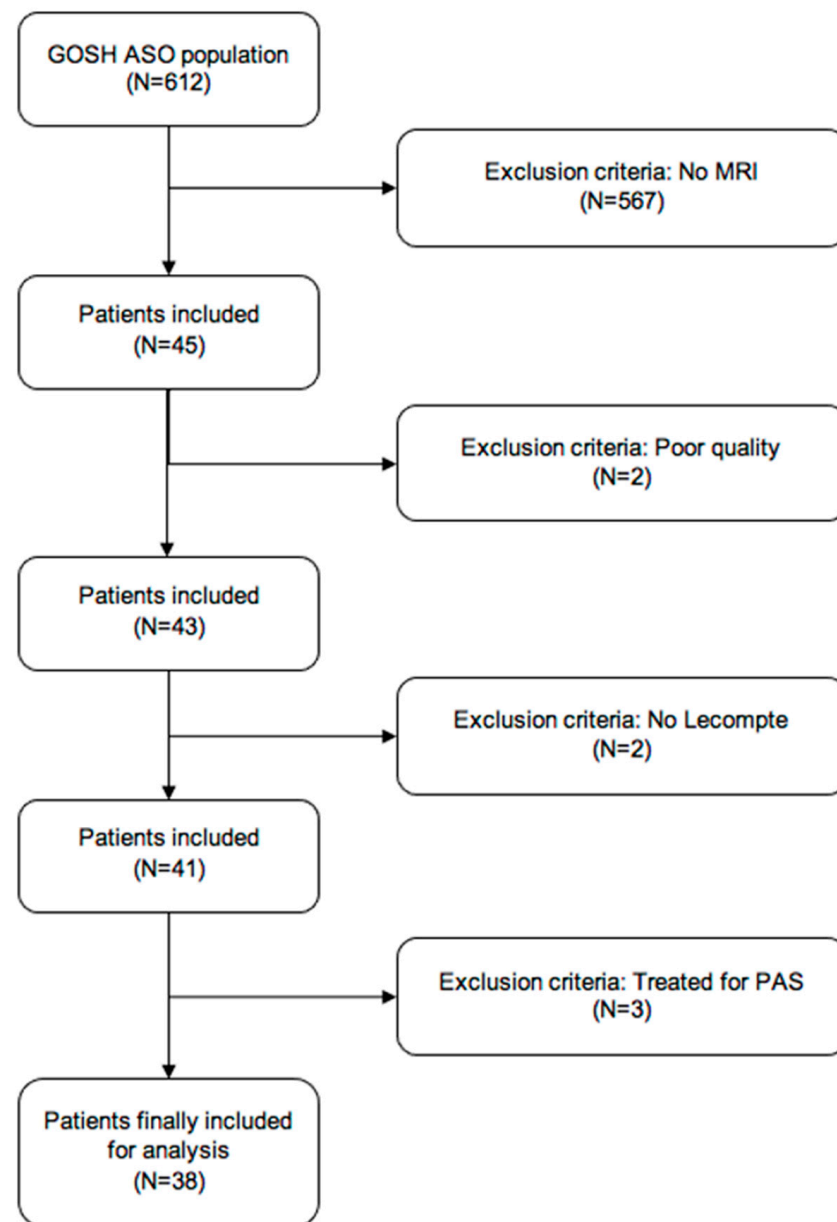 GOSH ASO population
(N=612)
Exclusion criteria: No MRI
(N=567)
Patients included
(N=45)
Exclusion criteria: Poor quality
(N=2)
Patients included
(N=43)
Exclusion criteria: No Lecompte
(N=2)
Patients included
(N=41)
Exclusion criteria: Treated for PAS
(N=3)
Patients finally included
for analysis
(N=38)